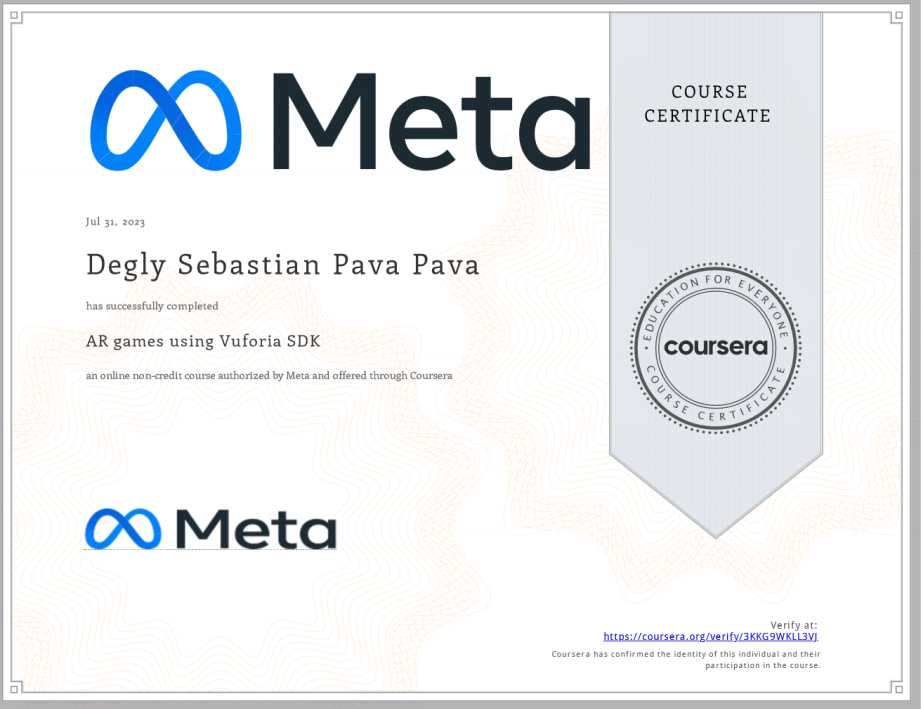 Meta
COURSE
CERTIFICATE
Jul 31, 2023
Degly Sebastian Pava Pava
has successfully completed
AR games using Vuforia SDK
an online non-credit course authorized by Meta and offered through Coursera
EDUCATION FOR EVERYONE
coursera
COURSE CERTIFICATE
Meta
Verify at:
https://coursera.org/verify/3KKG9WKLL3VJ
Coursera has confirmed the identity of this individual and their
participation in the course.